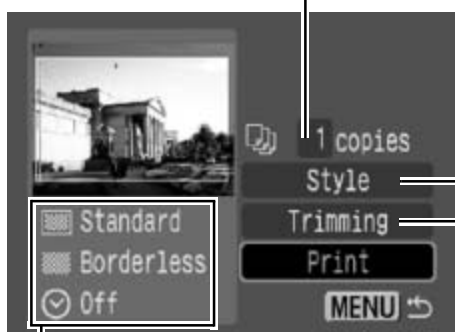 1 copies
Style
Trimming
Print
MENU
Standard
Borderless
Off